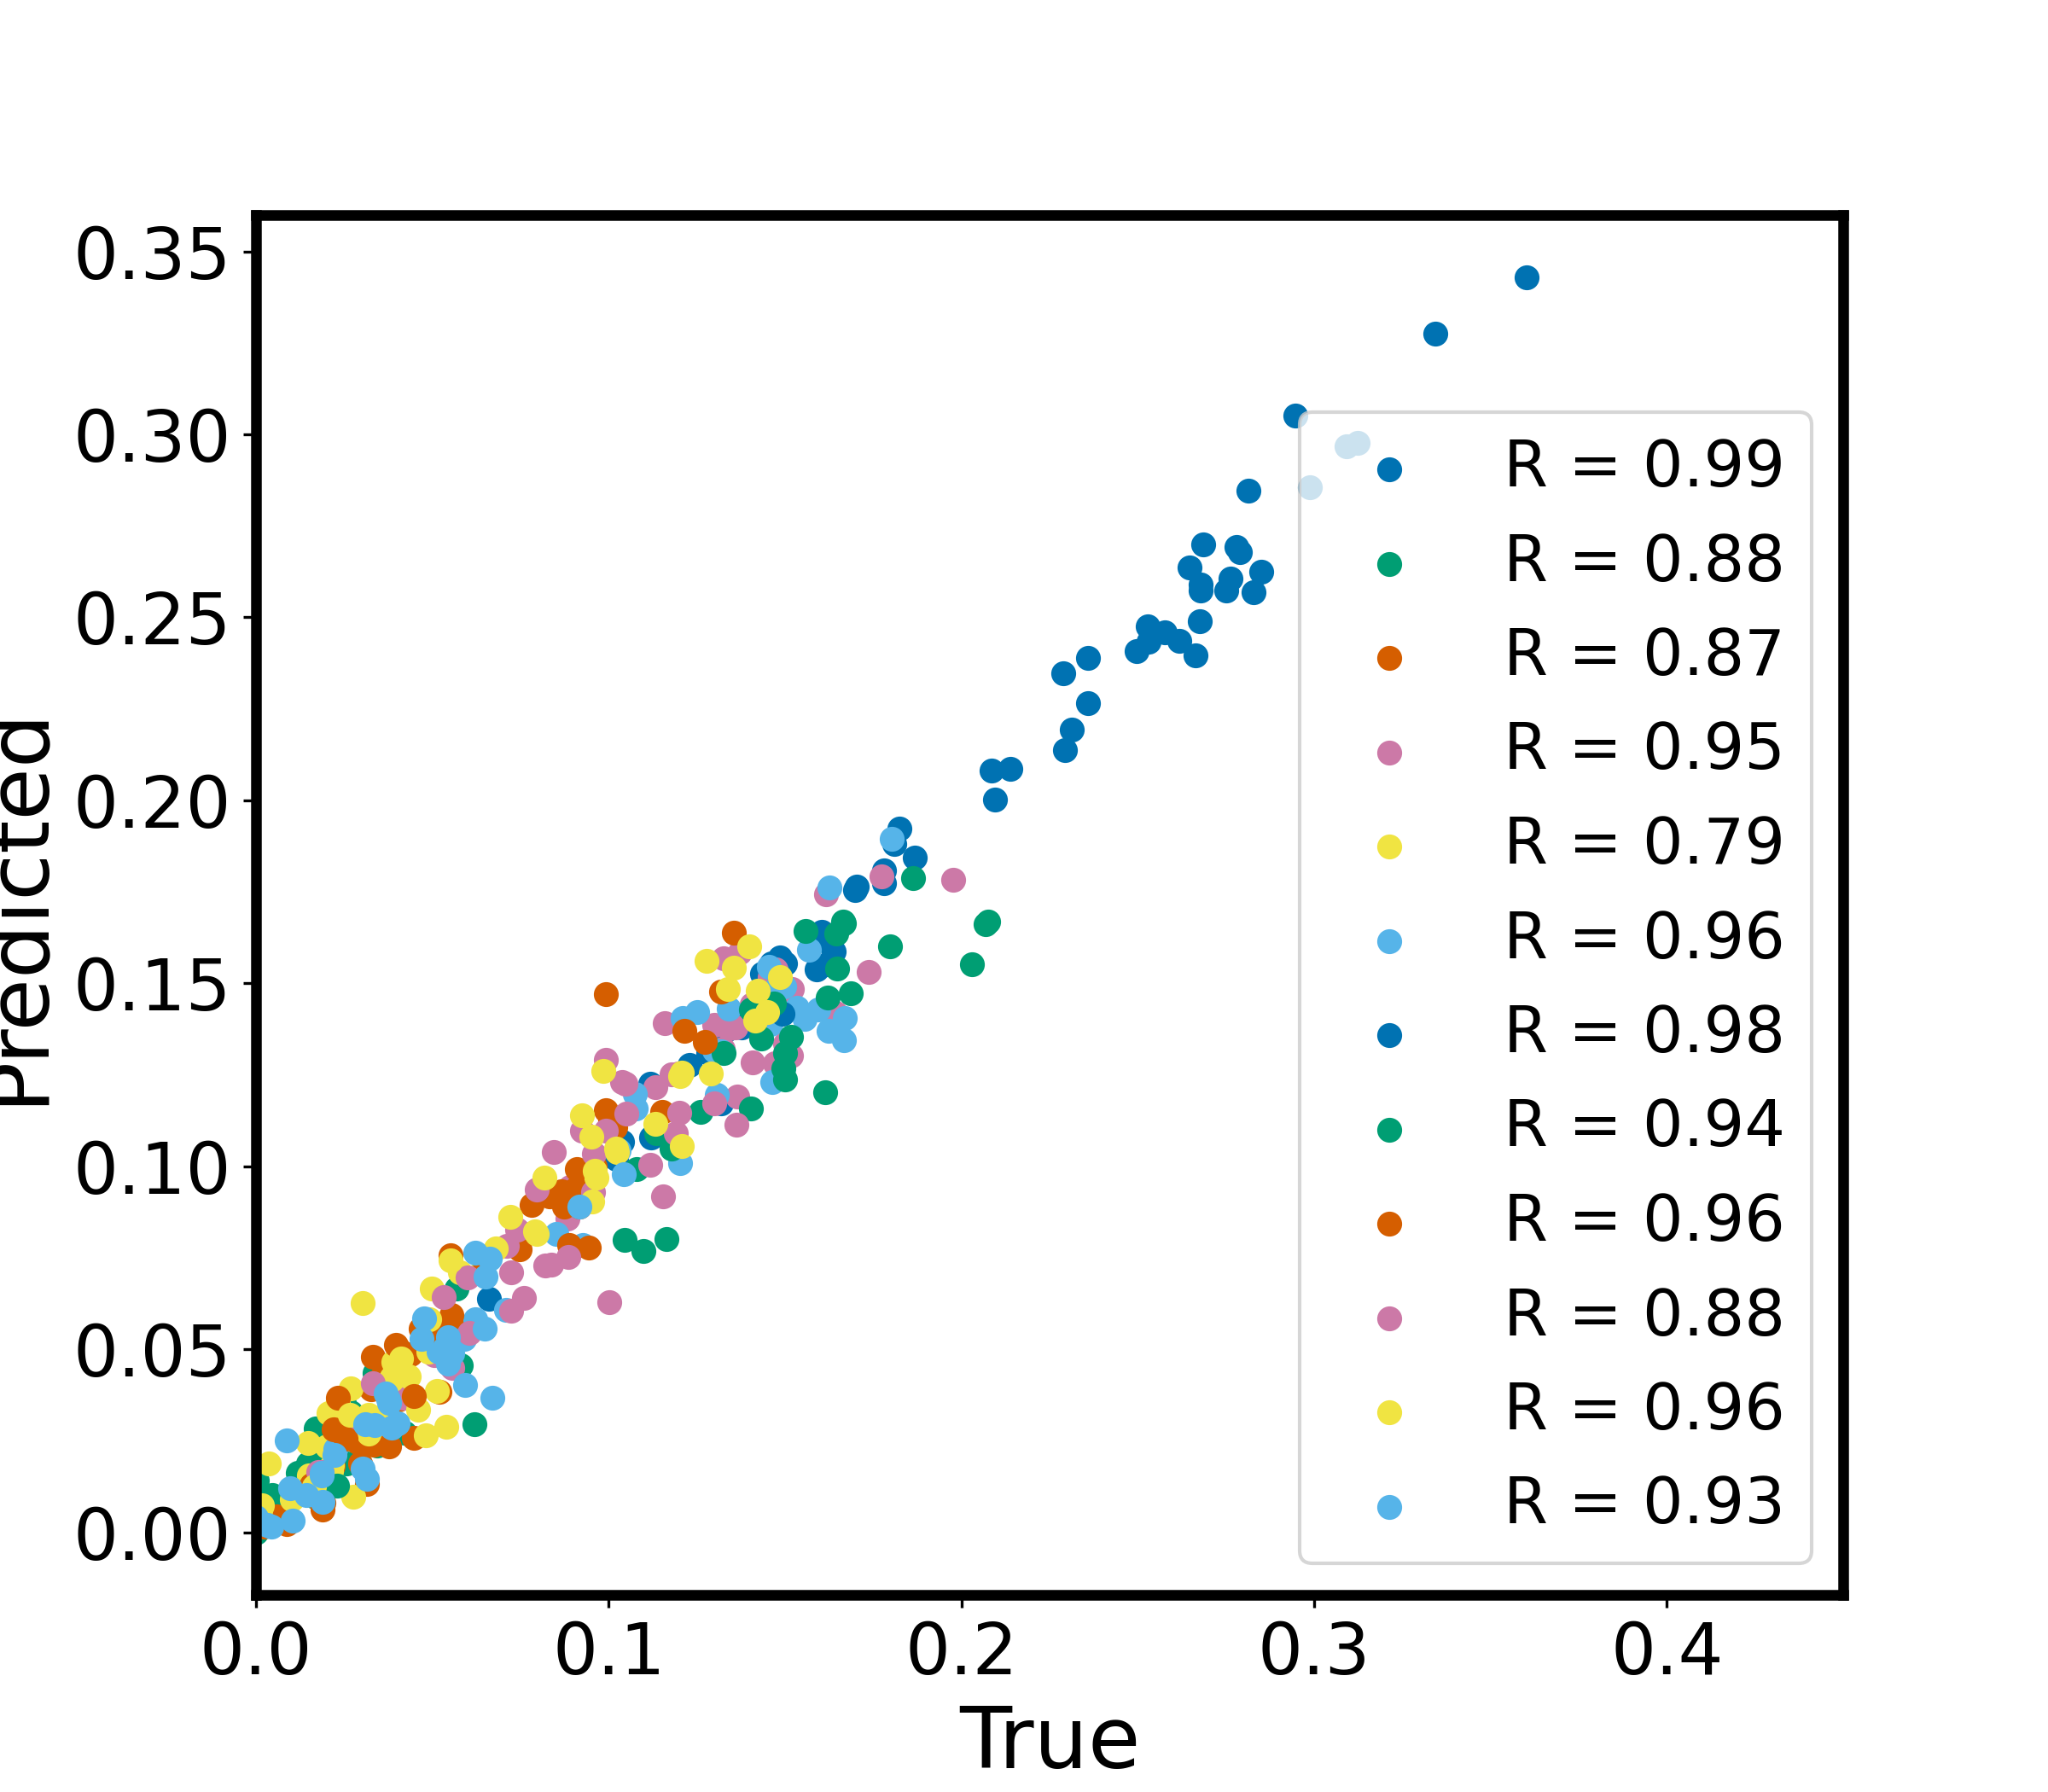 0.35
0.30
0.25
0.20
0.15
0.10
0.05
0.00
Predicted
R = 0.99
R = 0.88
R = 0.87
R = 0.95
R = 0.79
R = 0.96
R = 0.98
R = 0.94
R = 0.96
R = 0.88
R = 0.96
R = 0.93
0.0 0.1 0.2 0.3 0.4
True